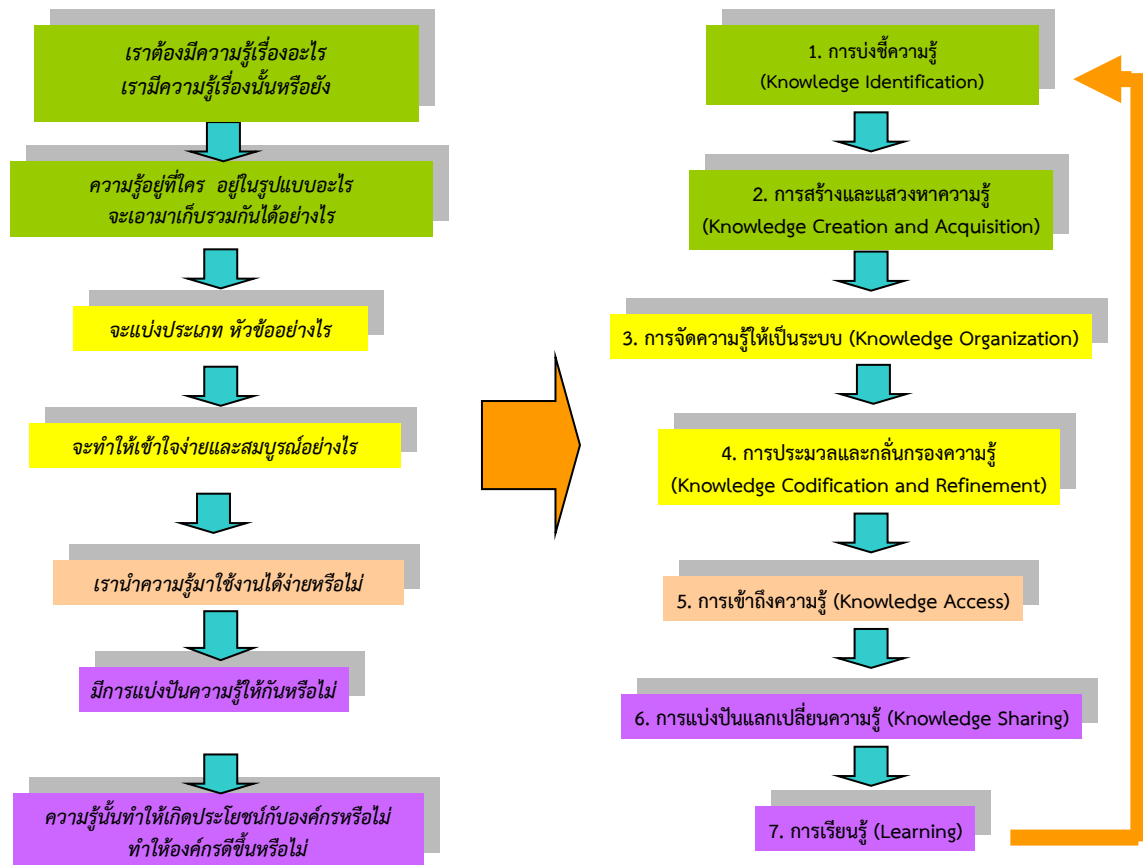 เราต้องมีความรู้เรื่องอะไร
เรามีความรู้เรื่องนั้นหรือยัง
ความรู้อยู่ที่ใคร อยู่ในรูปแบบอะไร
จะเอามาเก็บรวมกันได้อย่างไร
จะแบ่งประเภท หัวข้ออย่างไร
จะทำให้เข้าใจง่ายและสมบูรณ์อย่างไร
เรานำความรู้มาใช้งานได้ง่ายหรือไม่
มีการแบ่งปันความรู้ให้กันหรือไม่
ความรู้นั้นทำให้เกิดประโยชน์กับองค์กรหรือไม่
ทำให้องค์กรดีขึ้นหรือไม่
1. การบ่งชี้ความรู้
(Knowledge Identification)
2. การสร้างและแสวงหาความรู้
(Knowledge Creation and Acquisition)
3. การจัดความรู้ให้เป็นระบบ (Knowledge Organization)
4. การประมวลและกลั่นกรองความรู้
(Knowledge Codification and Refinement)
5. การเข้าถึงความรู้ (Knowledge Access)
6. การแบ่งปันแลกเปลี่ยนความรู้ (Knowledge Sharing)
7. การเรียนรู้ (Learning)